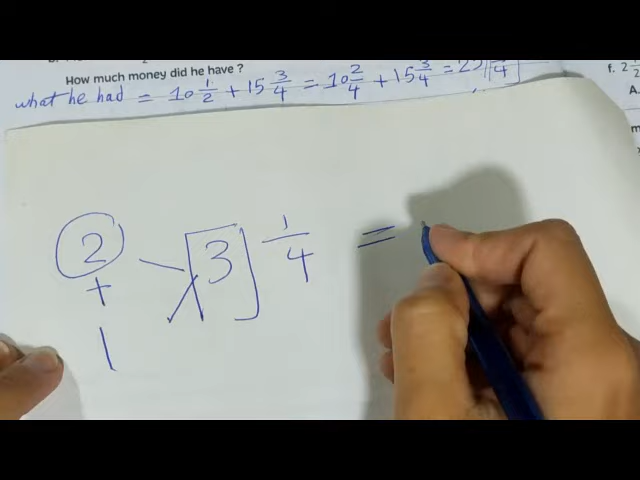 How much money did he have ?
f. 2
what he had = 10 1/2 + 15 3/4 = 10 2/4 + 15 3/4 =
A.
2 - 3 1/4 =
+
1